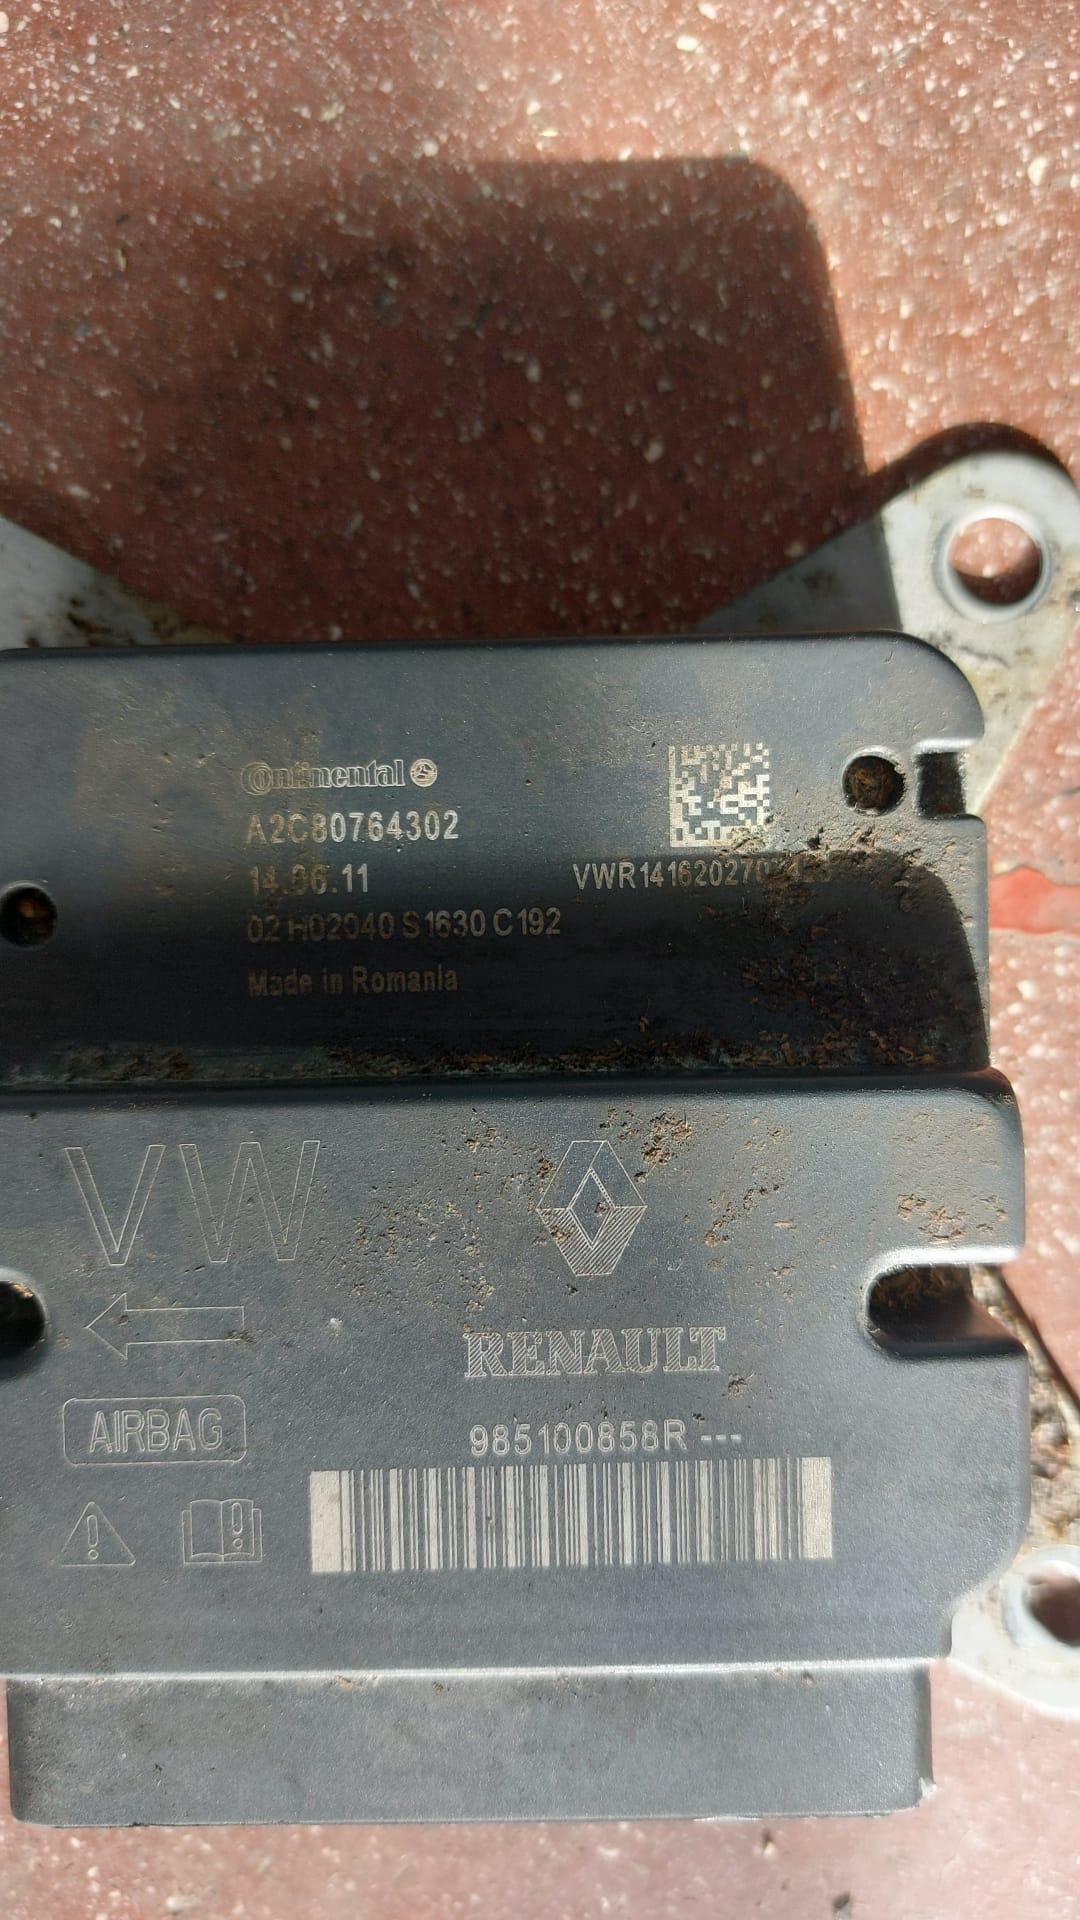 Continental
A2C80764302
14.06.11
02 H02040 S1630 C192
Made in Romania
VW
RENAULT
AIRBAG
985100858R ---